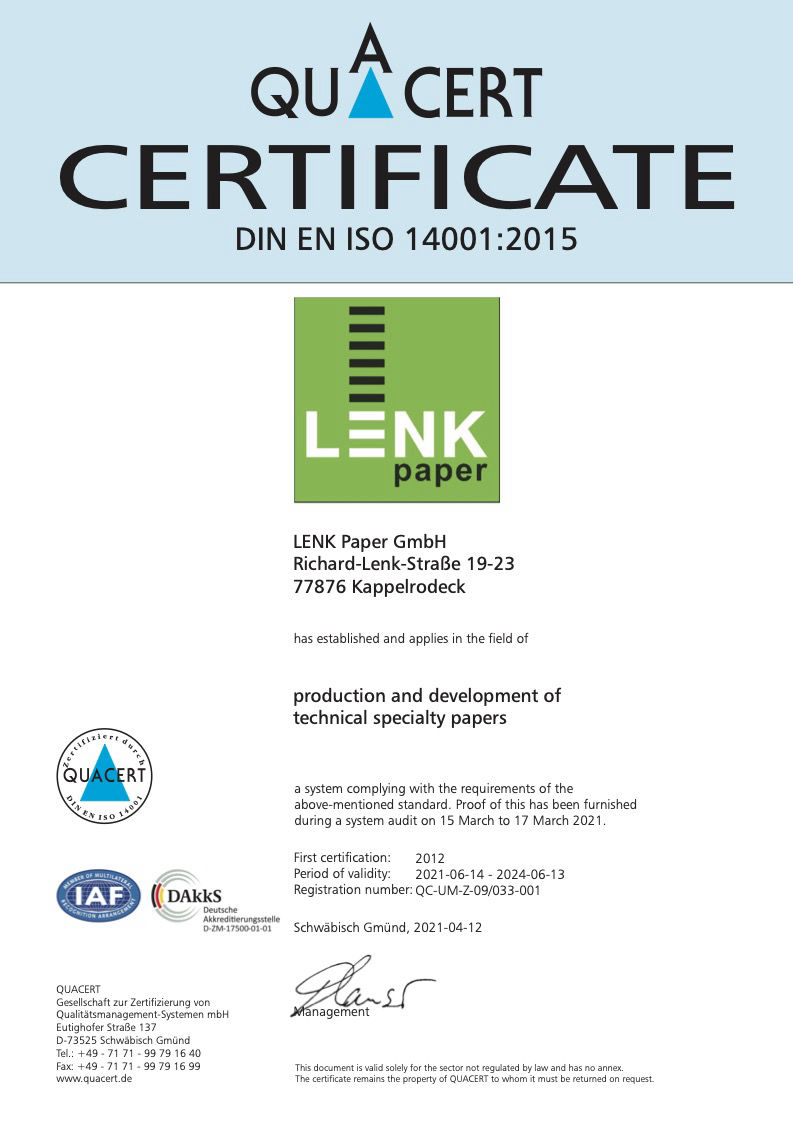 QUACERT
CERTIFICATE
DIN EN ISO 14001:2015
LENK
paper
LENK Paper GmbH
Richard-Lenk-Straße 19-23
77876 Kappelrodeck
has established and applies in the field of
production and development of
technical specialty papers
Zertifiziert durch
QUACERT
DIN EN ISO 14001
a system complying with the requirements of the
above-mentioned standard. Proof of this has been furnished
during a system audit on 15 March to 17 March 2021.
First certification: 2012
Period of validity: 2021-06-14 - 2024-06-13
Registration number: QC-UM-Z-09/033-001
MEMBER OF MULTILATERAL
IAF
RECOGNITION ARRANGEMENT
DAkkS
Deutsche
Akkreditierungsstelle
D-ZM-17500-01-01
Schwäbisch Gmünd, 2021-04-12
Management
QUACERT
Gesellschaft zur Zertifizierung von
Qualitätsmanagement-Systemen mbH
Eutighofer Straße 137
D-73525 Schwäbisch Gmünd
Tel.: +49 - 71 71 - 99 79 16 40
Fax: +49 - 71 71 - 99 79 16 99
www.quacert.de
This document is valid solely for the sector not regulated by law and has no annex.
The certificate remains the property of QUACERT to whom it must be returned on request.